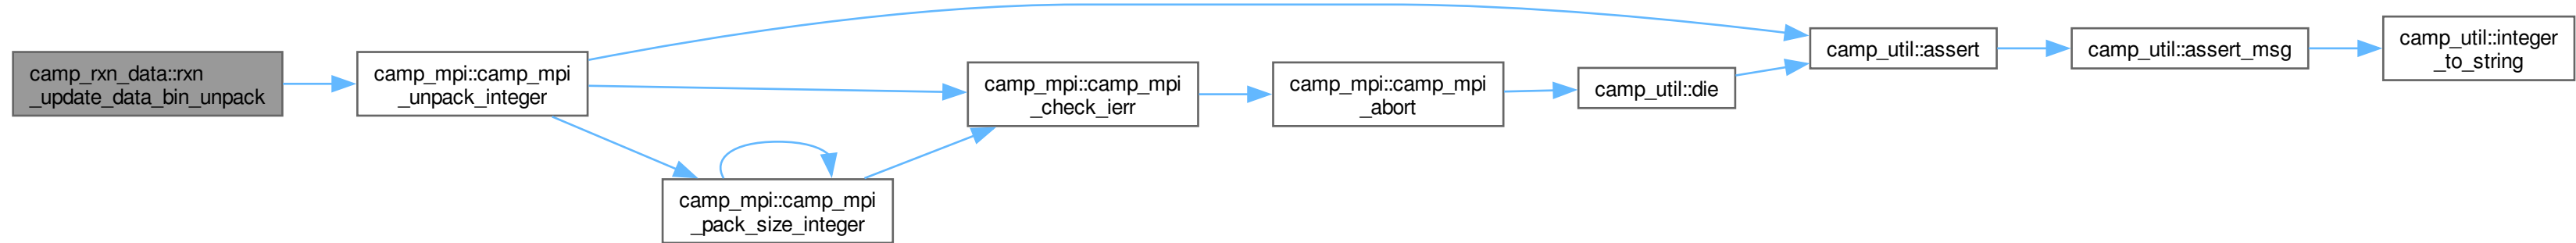 camp_rxn_data::rxn
_update_data_bin_unpack
camp_mpi::camp_mpi
_unpack_integer
camp_mpi::camp_mpi
_pack_size_integer
camp_mpi::camp_mpi
_check_ierr
camp_mpi::camp_mpi
_abort
camp_util::die
camp_util::assert
camp_util::assert_msg
camp_util::integer
_to_string